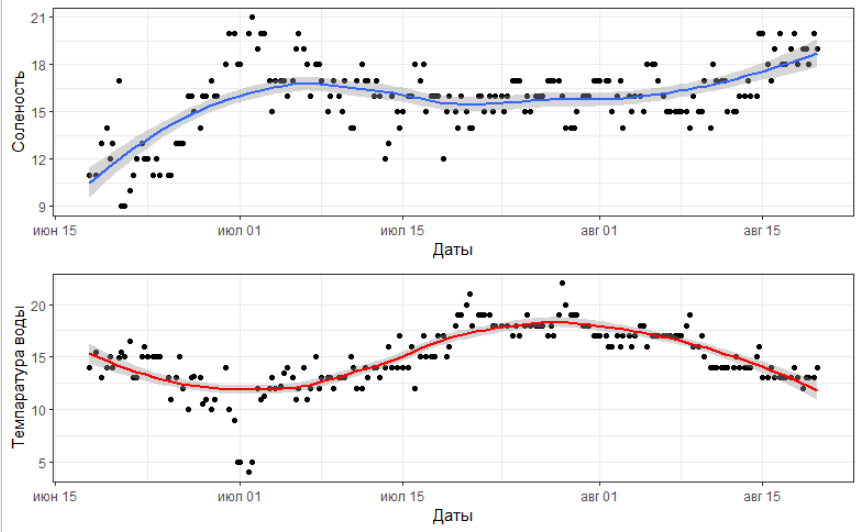 21
18
15
12
9
Соленость
июн 15
июл 01
июл 15
авг 01
авг 15
Даты
20
15
10
5
Темпаратура воды
июн 15
июл 01
июл 15
авг 01
авг 15
Даты